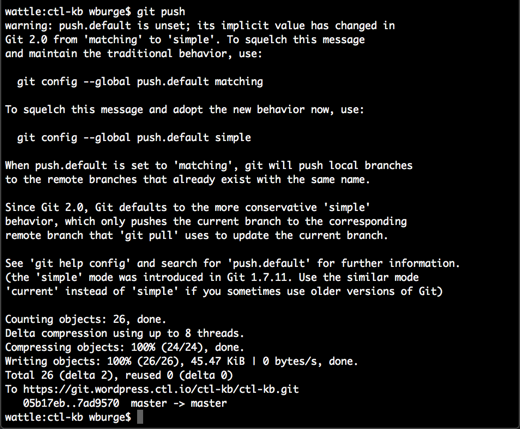 wattle:ctl-kb wburge$ git push
warning: push.default is unset; its implicit value has changed in
Git 2.0 from 'matching' to 'simple'. To squelch this message
and maintain the traditional behavior, use:

  git config --global push.default matching

To squelch this message and adopt the new behavior now, use:

  git config --global push.default simple

When push.default is set to 'matching', git will push local branches
to the remote branches that already exist with the same name.

Since Git 2.0, Git defaults to the more conservative 'simple'
behavior, which only pushes the current branch to the corresponding
remote branch that 'git pull' uses to update the current branch.

See 'git help config' and search for 'push.default' for further information.
(the 'simple' mode was introduced in Git 1.7.11. Use the similar mode
'current' instead of 'simple' if you sometimes use older versions of Git)

Counting objects: 26, done.
Delta compression using up to 8 threads.
Compressing objects: 100% (24/24), done.
Writing objects: 100% (26/26), 45.47 KiB | 0 bytes/s, done.
Total 26 (delta 2), reused 0 (delta 0)
To https://git.wordpress.ctl.io/ctl-kb/ctl-kb.git
   05b17eb..7ad9570  master -> master
wattle:ctl-kb wburge$